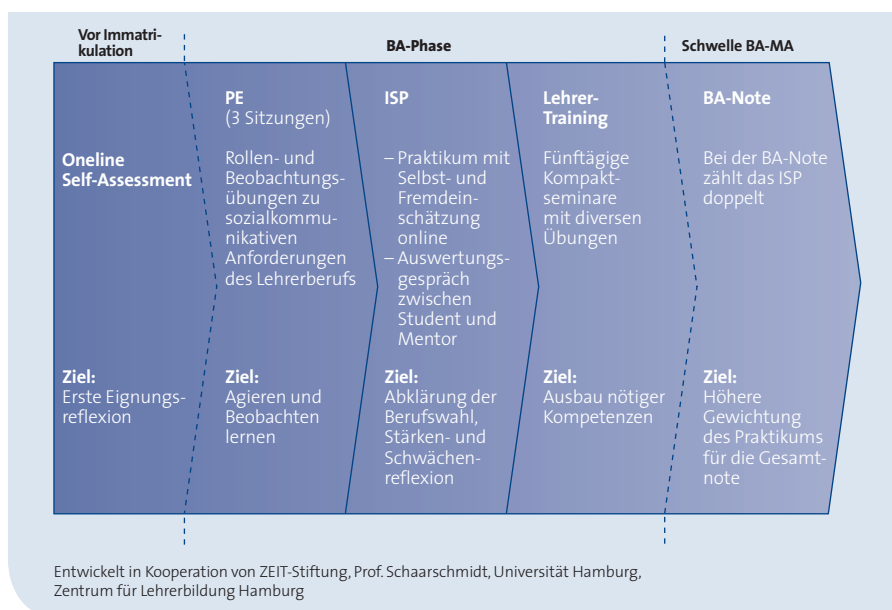 Vor Immatri-
kulation
BA-Phase
Schwelle BA-MA
Oneline
Self-Assessment
Ziel:
Erste Eignungs-
reflexion
PE
(3 Sitzungen)
Rollen- und
Beobachtungs-
übungen zu
sozialkommu-
nikativen
Anforderungen
des Lehrerberufs
Ziel:
Agieren und
Beobachten
lernen
ISP
– Praktikum mit
Selbst- und
Fremdein-
schätzung
online
– Auswertungs-
gespräch
zwischen
Student und
Mentor
Ziel:
Abklärung der
Berufswahl,
Stärken- und
Schwächen-
reflexion
Lehrer-
Training
Fünftägige
Kompakt-
seminare
mit diversen
Übungen
Ziel:
Ausbau nötiger
Kompetenzen
BA-Note
Bei der BA-Note
zählt das ISP
doppelt
Ziel:
Höhere
Gewichtung
des Praktikums
für die Gesamt-
note
Entwickelt in Kooperation von ZEIT-Stiftung, Prof. Schaarschmidt, Universität Hamburg,
Zentrum für Lehrerbildung Hamburg